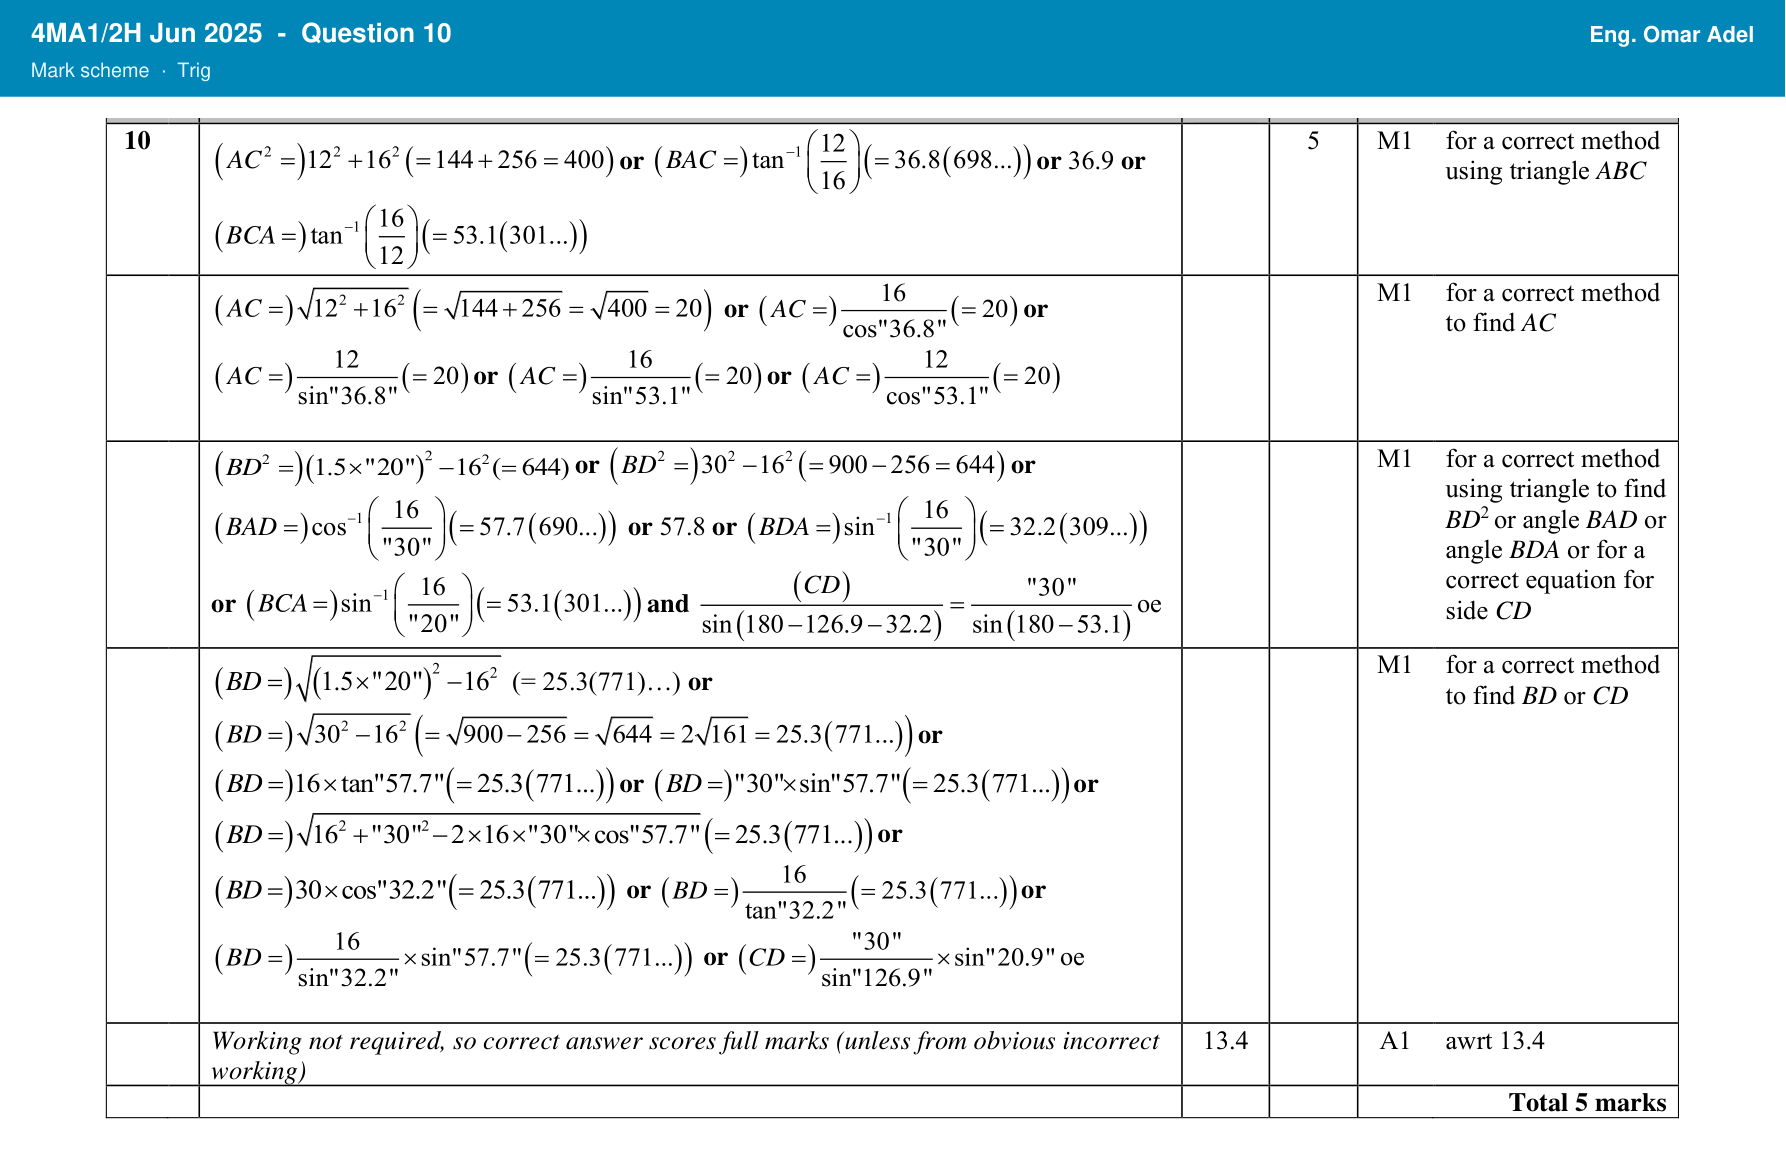 4MA1/2H Jun 2025 - Question 10
Eng. Omar Adel
Mark scheme · Trig
10
(AC² =)12² +16² (=144+256 = 400) or (BAC =) tan⁻¹(12/16)(=36.8(698...)) or 36.9 or
5
M1
for a correct method
using triangle ABC
(BCA =) tan⁻¹(16/12)(=53.1(301...))
(AC =)√(12² +16²) (=√(144+256) = √400 = 20) or (AC =) 16/cos"36.8" (= 20) or
M1
for a correct method
to find AC
(AC =) 12/sin"36.8" (= 20) or (AC =) 16/sin"53.1" (= 20) or (AC =) 12/cos"53.1" (= 20)
(BD² =)(1.5×"20")² −16² (= 644) or (BD² =)30² −16² (= 900−256 = 644) or
M1
for a correct method
using triangle to find
BD² or angle BAD or
angle BDA or for a
correct equation for
side CD
(BAD =) cos⁻¹(16/"30")(=57.7(690...)) or 57.8 or (BDA =) sin⁻¹(16/"30")(=32.2(309...))
or (BCA =) sin⁻¹(16/"20")(=53.1(301...)) and (CD)/sin(180−126.9−32.2) = "30"/sin(180−53.1) oe
(BD =)√((1.5×"20")² −16²) (= 25.3(771)…) or
M1
for a correct method
to find BD or CD
(BD =)√(30² −16²) (=√(900−256) = √644 = 2√161 = 25.3(771...)) or
(BD =)16×tan"57.7"(= 25.3(771...)) or (BD =)"30"×sin"57.7"(= 25.3(771...)) or
(BD =)√(16² +"30"² −2×16×"30"×cos"57.7")(= 25.3(771...)) or
(BD =)30×cos"32.2"(= 25.3(771...)) or (BD =) 16/tan"32.2" (= 25.3(771...)) or
(BD =) 16/sin"32.2" ×sin"57.7"(= 25.3(771...)) or (CD =) "30"/sin"126.9" ×sin"20.9" oe
Working not required, so correct answer scores full marks (unless from obvious incorrect
working)
13.4
A1
awrt 13.4
Total 5 marks